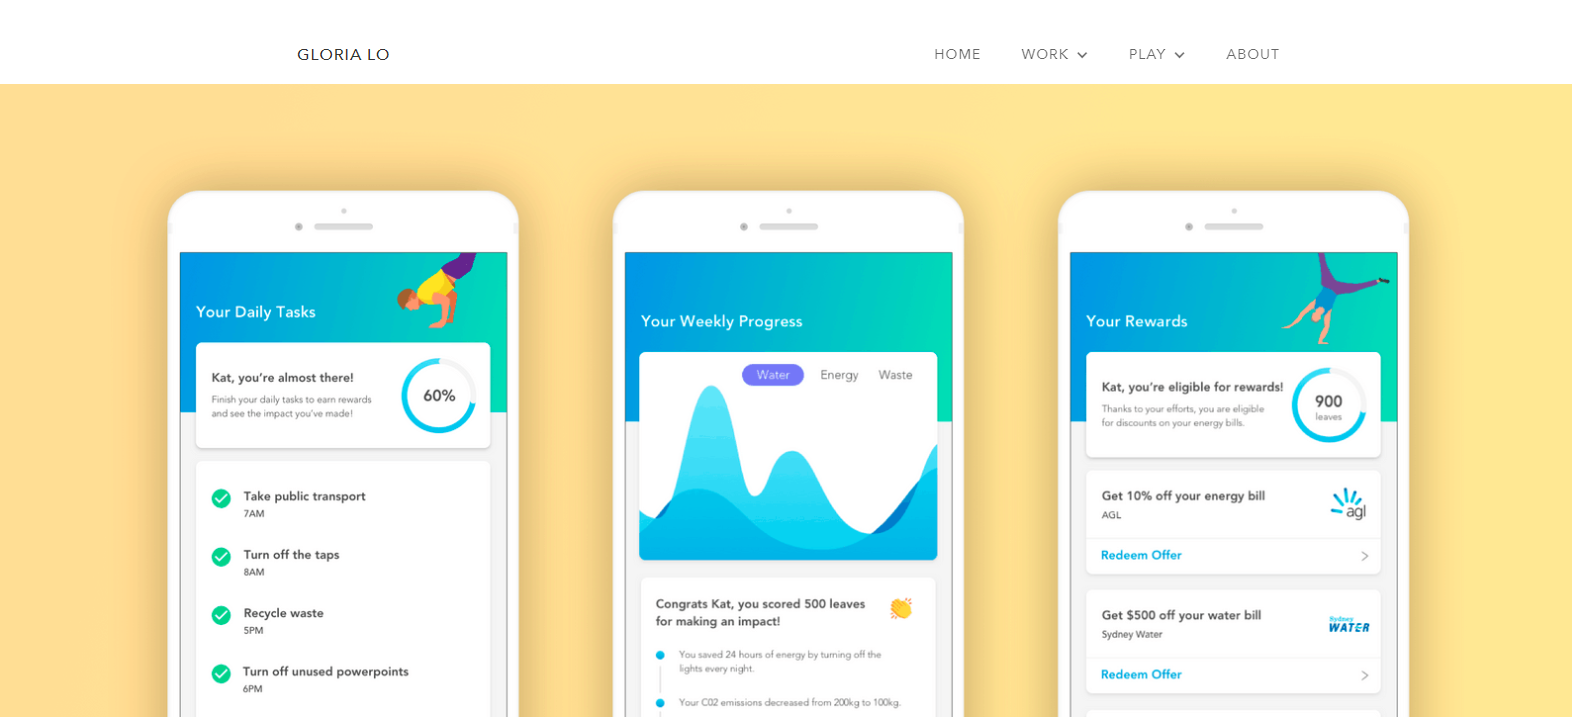 GLORIA LO
HOME WORK PLAY ABOUT
Your Daily Tasks
Kat, you're almost there!
Finish your daily tasks to earn rewards
and see the impact you've made!
60%
Take public transport
7AM
Turn off the taps
8AM
Recycle waste
5PM
Turn off unused powerpoints
6PM
Your Weekly Progress
Water Energy Waste
Congrats Kat, you scored 500 leaves
for making an impact!
You saved 24 hours of energy by turning off the
lights every night.
Your C02 emissions decreased from 200kg to 100kg.
Your Rewards
Kat, you're eligible for rewards!
Thanks to your efforts, you are eligible
for discounts on your energy bills.
900
leaves
Get 10% off your energy bill
AGL
agl
Redeem Offer
Get $500 off your water bill
Sydney Water
Sydney
WATER
Redeem Offer